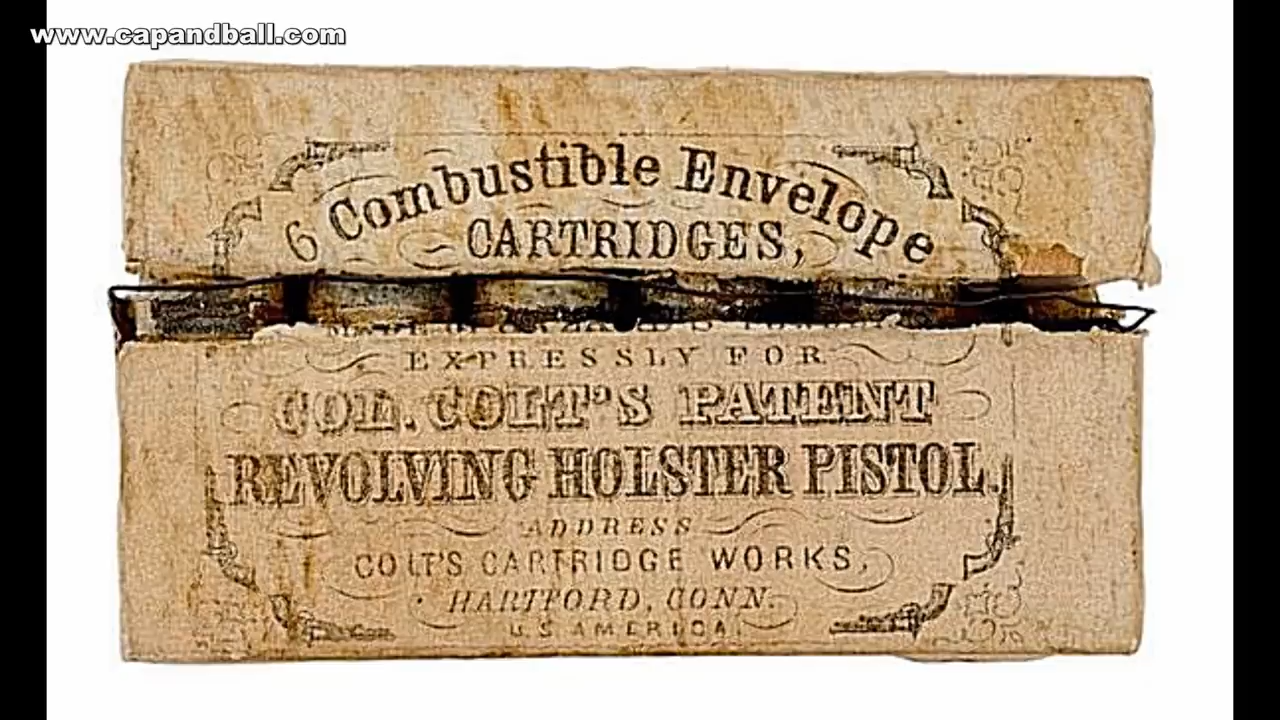 www.capandball.com
6 Combustible Envelope
CARTRIDGES,
EXPRESSLY FOR
COL. COLT'S PATENT
REVOLVING HOLSTER PISTOL.
ADDRESS
COLT'S CARTRIDGE WORKS,
HARTFORD, CONN.
U.S. AMERICA.